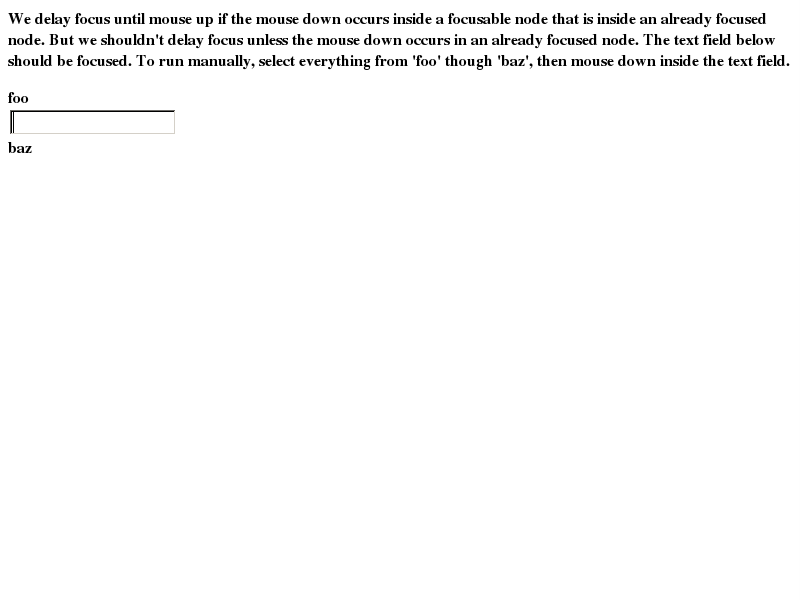 We delay focus until mouse up if the mouse down occurs inside a focusable node that is inside an already focused
node. But we shouldn't delay focus unless the mouse down occurs in an already focused node. The text field below
should be focused. To run manually, select everything from 'foo' though 'baz', then mouse down inside the text field.
foo
baz